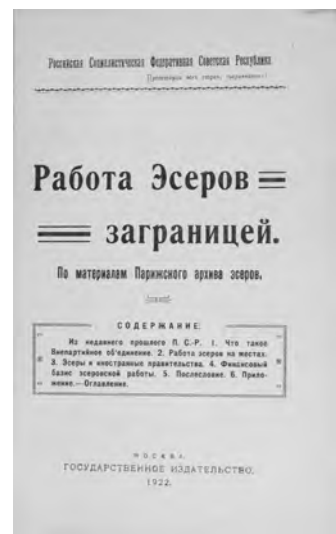 Российская Социалистическая Федеративная Советская Республика.
Пролетарии всех стран, соединяйтесь!
Работа Эсеров
заграницей.
По материалам Парижского архива эсеров.
СОДЕРЖАНИЕ:
Из недавнего прошлого П. С.-Р. 1. Что такое
Внепартийное об'единение. 2. Работа эсеров на местах.
3. Эсеры и иностранные правительства. 4. Финансовый
базис эсеровской работы. 5. Послесловие. 6. Прило-
жение.—Оглавление.
МОСКВА.
ГОСУДАРСТВЕННОЕ ИЗДАТЕЛЬСТВО.
1922.